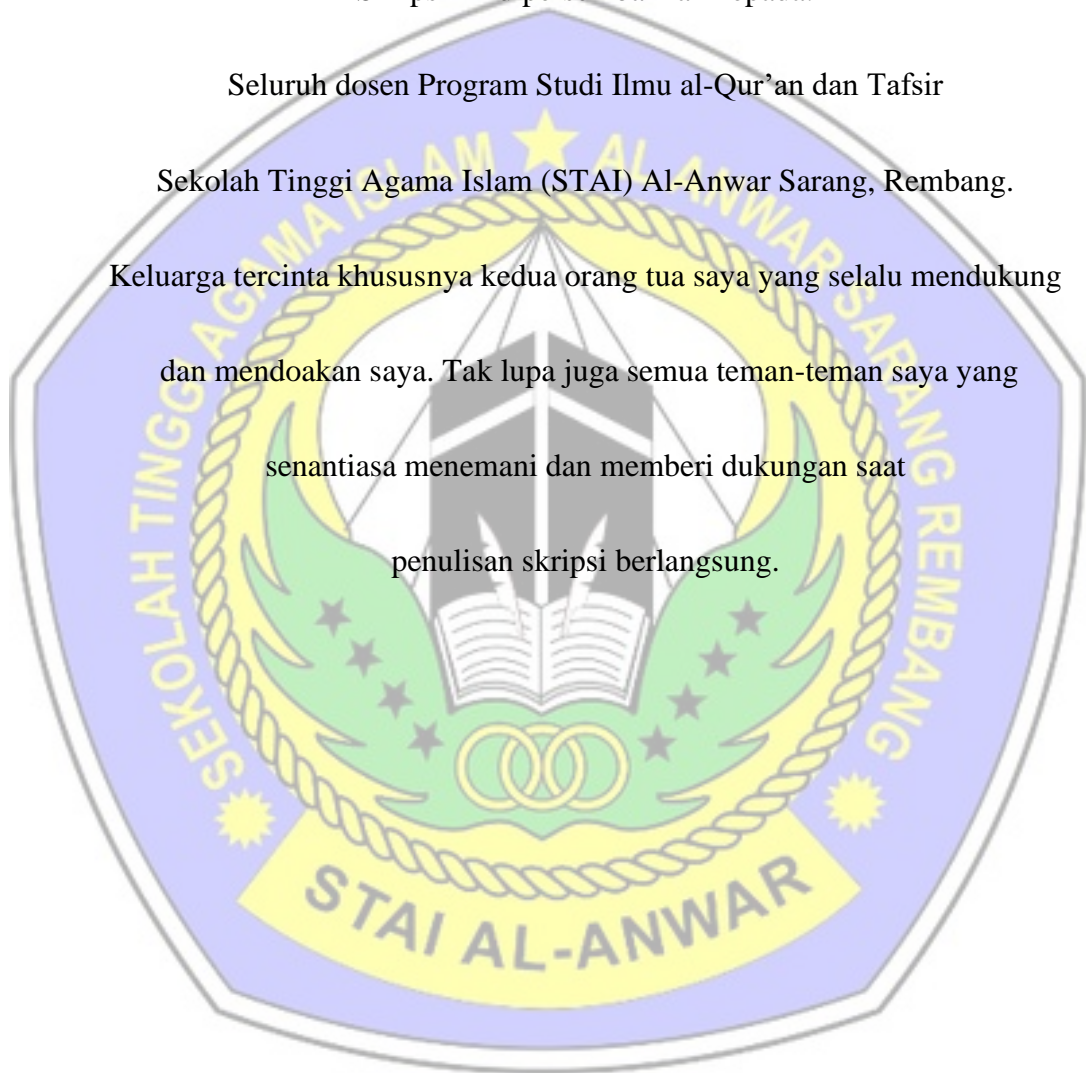 Seluruh dosen Program Studi Ilmu al-Qur’an dan Tafsir
Sekolah Tinggi Agama Islam (STAI) Al-Anwar Sarang, Rembang.
Keluarga tercinta khususnya kedua orang tua saya yang selalu mendukung
dan mendoakan saya. Tak lupa juga semua teman-teman saya yang
senantiasa menemani dan memberi dukungan saat
penulisan skripsi berlangsung.
SEKOLAH TINGGI AGAMA ISLAM ★ AL ANWAR SARANG REMBANG
STAI AL-ANWAR